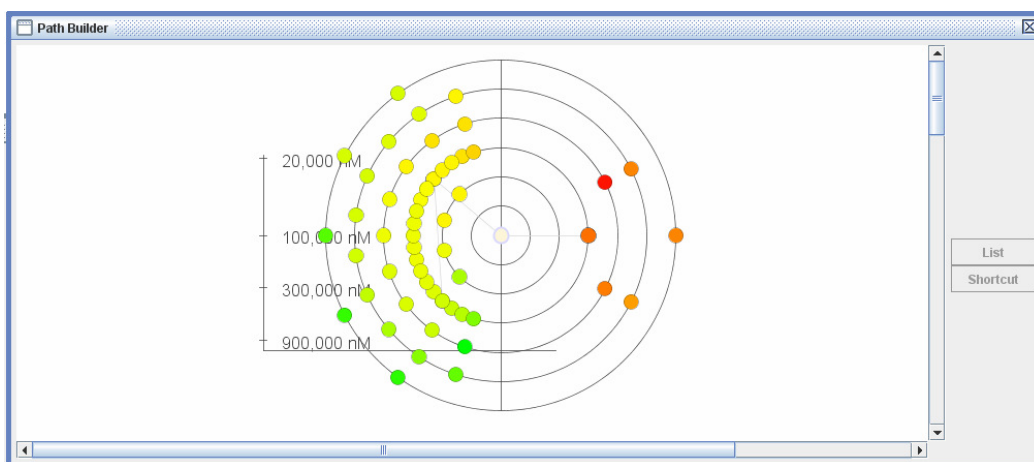 Path Builder
20,000 nM
100,000 nM
300,000 nM
900,000 nM
List
Shortcut